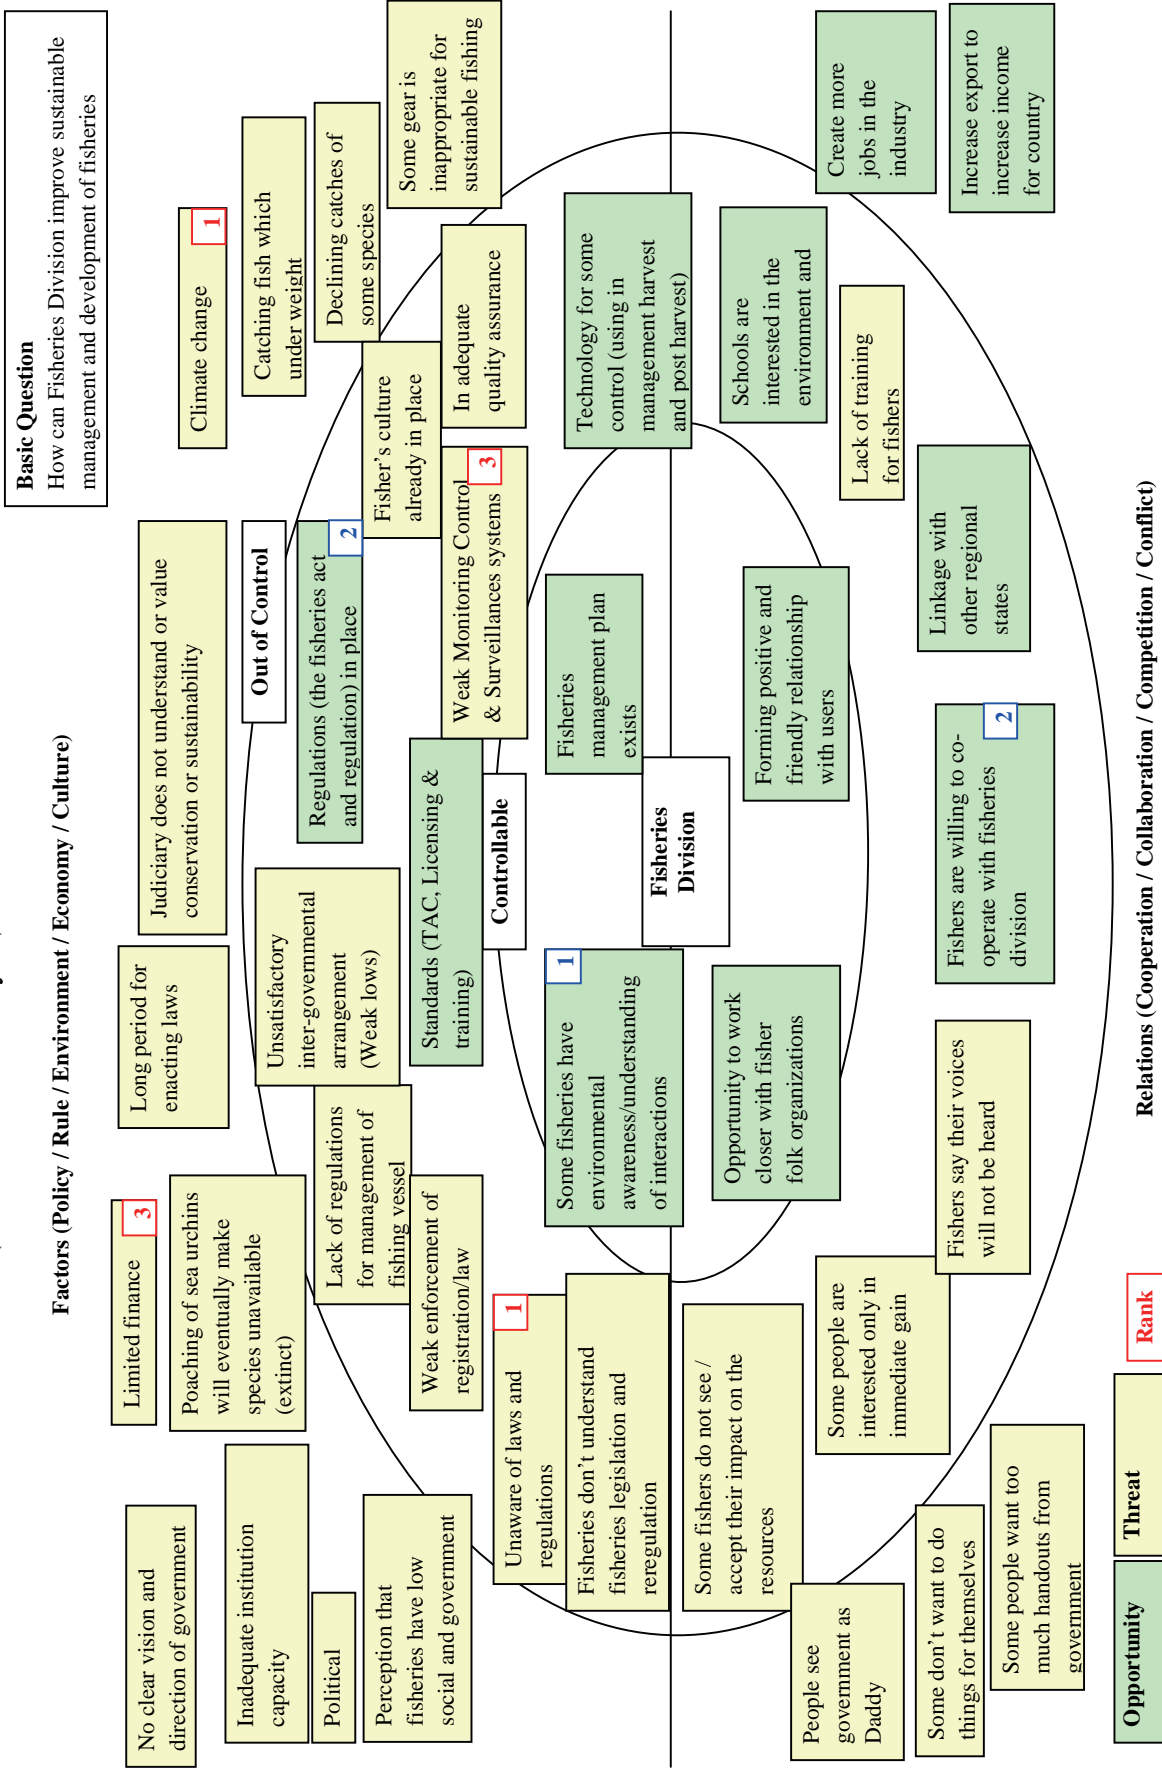 Basic Question
How can Fisheries Division improve sustainable
management and development of fisheries
Factors (Policy / Rule / Environment / Economy / Culture)
No clear vision and
direction of government
Inadequate institution
capacity
Political
Perception that
fisheries have low
social and government
Limited finance
3
Poaching of sea urchins
will eventually make
species unavailable
(extinct)
Lack of regulations
for management of
fishing vessel
Weak enforcement of
registration/law
Unaware of laws and
regulations
1
Fisheries don't understand
fisheries legislation and
reregulation
Long period for
enacting laws
Judiciary does not understand or value
conservation or sustainability
Unsatisfactory
inter-governmental
arrangement
(Weak lows)
Out of Control
Regulations (the fisheries act
and regulation) in place
2
Standards (TAC, Licensing &
training)
Controllable
Some fisheries have
environmental
awareness/understanding
of interactions
1
Fisheries
management plan
exists
Fisheries
Division
Climate change
1
Catching fish which
under weight
Declining catches of
some species
Some gear is
inappropriate for
sustainable fishing
Fisher's culture
already in place
In adequate
quality assurance
Weak Monitoring Control
& Surveillances systems
3
Technology for some
control (using in
management harvest
and post harvest)
Some fishers do not see /
accept their impact on the
resources
People see
government as
Daddy
Some people are
interested only in
immediate gain
Some don't want to do
things for themselves
Some people want too
much handouts from
government
Fishers say their voices
will not be heard
Opportunity to work
closer with fisher
folk organizations
Forming positive and
friendly relationship
with users
Fishers are willing to co-
operate with fisheries
division
2
Linkage with
other regional
states
Lack of training
for fishers
Schools are
interested in the
environment and
Create more
jobs in the
industry
Increase export to
increase income
for country
Opportunity
Threat
Rank
Relations (Cooperation / Collaboration / Competition / Conflict)